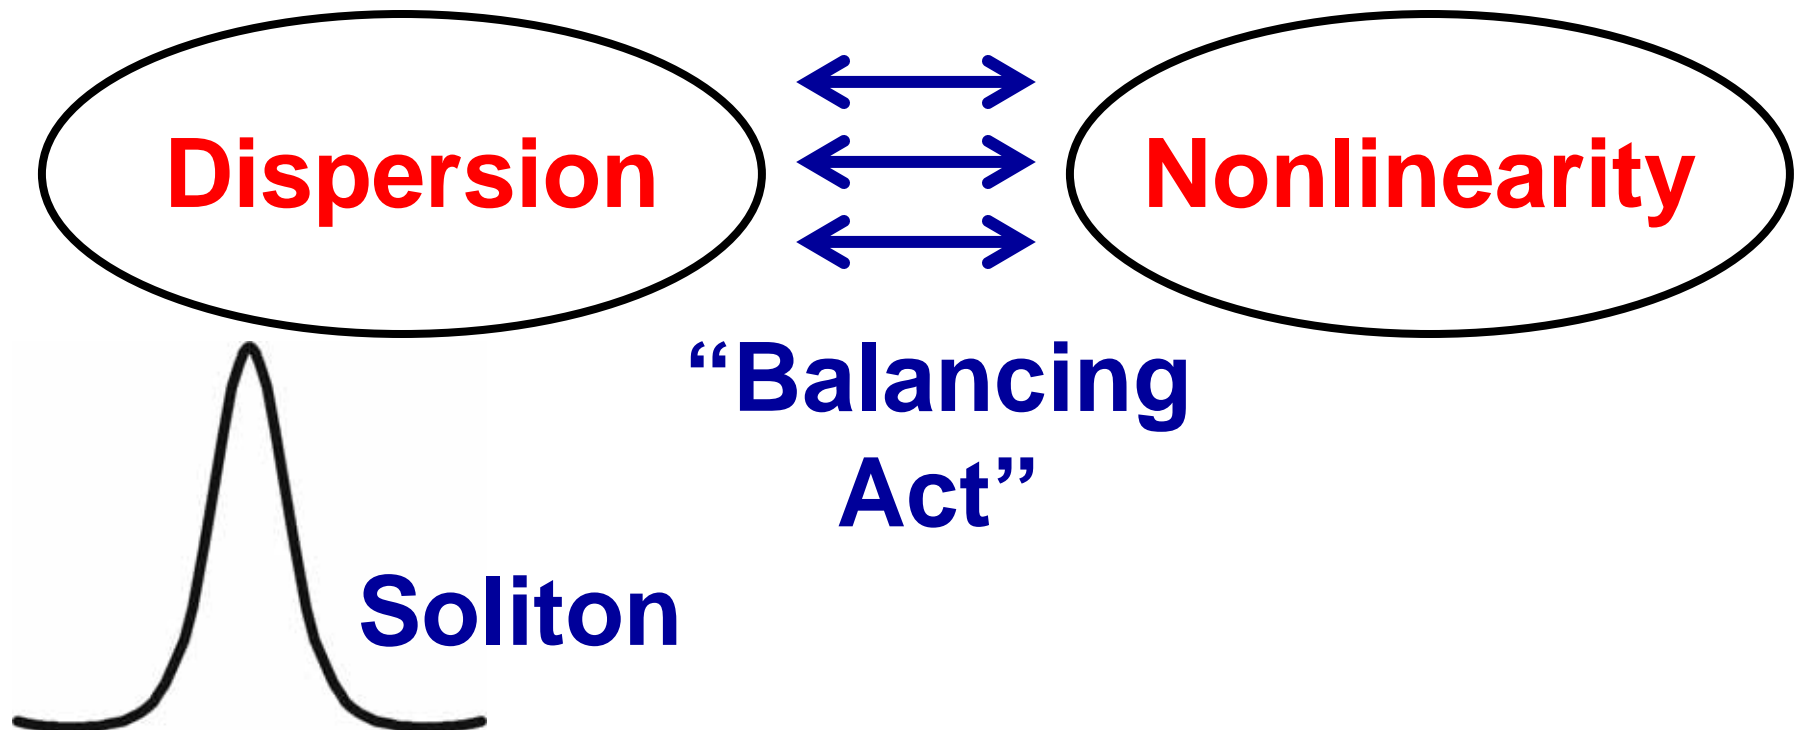 Dispersion
Nonlinearity
“Balancing
Act”
Soliton